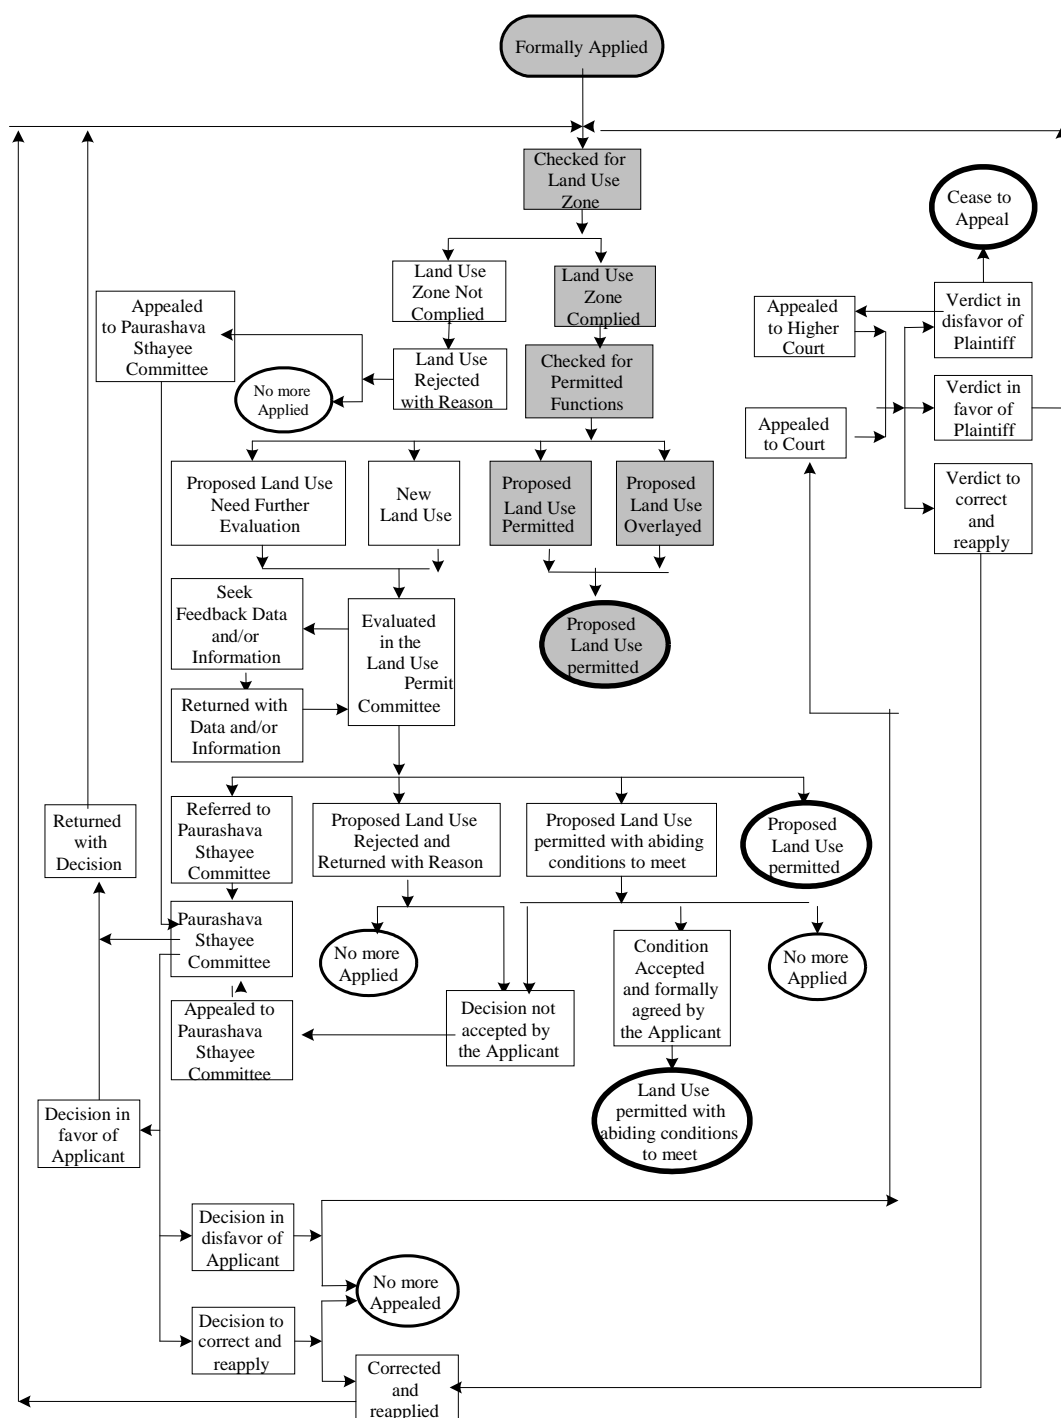 Formally Applied
Checked for
Land Use
Zone
Cease to
Appeal
Land Use
Zone Not
Complied
Land Use
Zone
Complied
Appealed
to Paurashava
Sthayee
Committee
Appealed
to Higher
Court
Verdict in
disfavor of
Plaintiff
Land Use
Rejected
with Reason
Checked for
Permitted
Functions
No more
Applied
Verdict in
favor of
Plaintiff
Appealed
to Court
Proposed Land Use
Need Further
Evaluation
New
Land Use
Proposed
Land Use
Permitted
Proposed
Land Use
Overlayed
Verdict to
correct
and
reapply
Seek
Feedback Data
and/or
Information
Evaluated
in the
Land Use
Permit
Committee
Proposed
Land Use
permitted
Returned with
Data and/or
Information
Returned
with
Decision
Referred to
Paurashava
Sthayee
Committee
Proposed Land Use
Rejected and
Returned with Reason
Proposed Land Use
permitted with abiding
conditions to meet
Proposed
Land Use
permitted
Paurashava
Sthayee
Committee
No more
Applied
Condition
Accepted
and formally
agreed by
the Applicant
No more
Applied
Appealed to
Paurashava
Sthayee
Committee
Decision not
accepted by
the Applicant
Land Use
permitted with
abiding conditions
to meet
Decision in
favor of
Applicant
Decision in
disfavor of
Applicant
No more
Appealed
Decision to
correct and
reapply
Corrected
and
reapplied